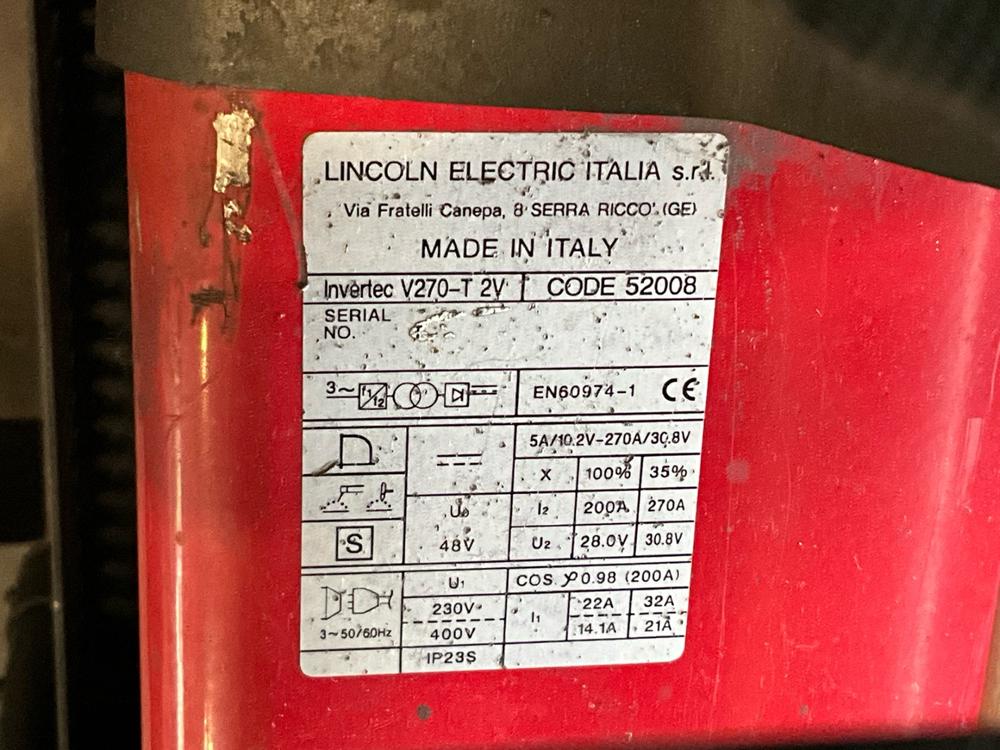 LINCOLN ELECTRIC ITALIA s.r.l.
Via Fratelli Canepa, 8 SERRA RICCO' (GE)
MADE IN ITALY
Invertec V270-T 2V CODE 52008
SERIAL
NO.
3~ f1/f2 EN60974-1 CE
5A/10.2V-270A/30.8V
X 100% 35%
U0 I2 200A 270A
S 48V U2 28.0V 30.8V
U1 COS φ 0.98 (200A)
230V I1 22A 32A
3~50/60Hz 400V 14.1A 21A
IP23S